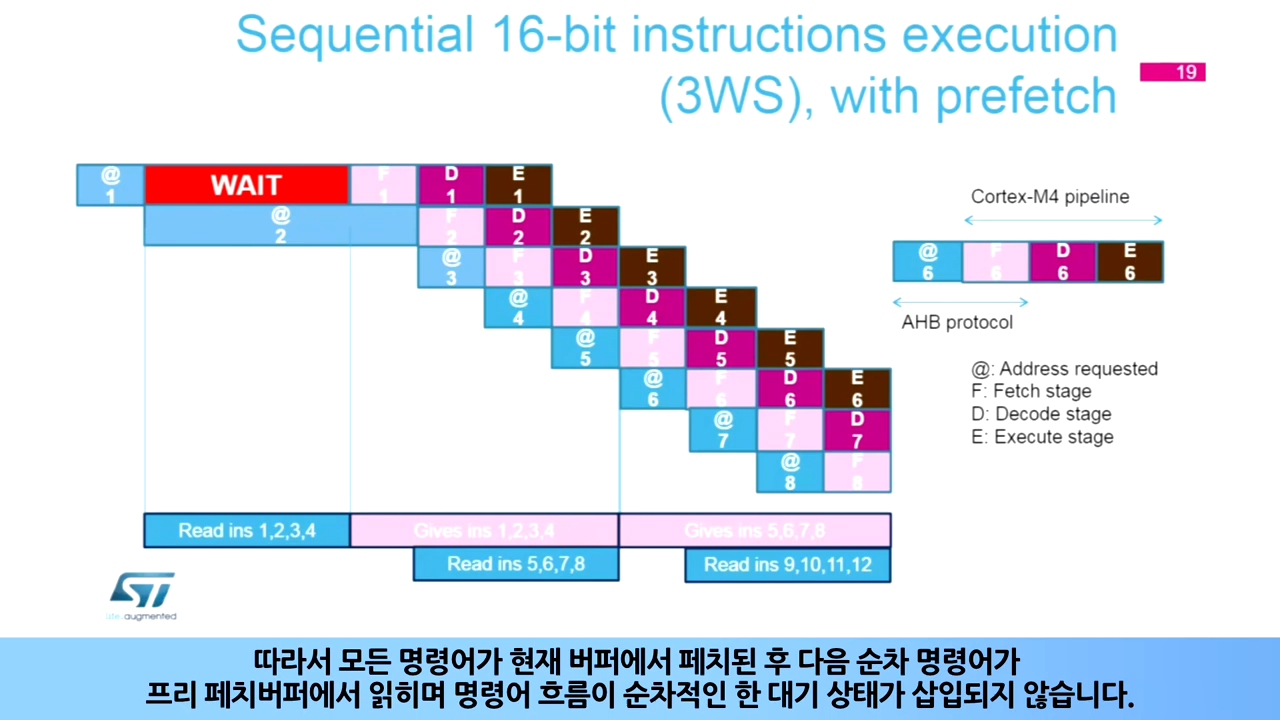 Sequential 16-bit instructions execution
(3WS), with prefetch
19
@ 1 WAIT F 1 D 1 E 1
@ 2 F 2 D 2 E 2
@ 3 F 3 D 3 E 3
@ 4 F 4 D 4 E 4
@ 5 F 5 D 5 E 5
@ 6 F 6 D 6 E 6
@ 7 F 7 D 7
@ 8 F 8
Cortex-M4 pipeline
@ 6 F 6 D 6 E 6
AHB protocol
@: Address requested
F: Fetch stage
D: Decode stage
E: Execute stage
Read ins 1,2,3,4
Gives ins 1,2,3,4
Gives ins 5,6,7,8
Read ins 5,6,7,8
Read ins 9,10,11,12
ST
life.augmented
따라서 모든 명령어가 현재 버퍼에서 페치된 후 다음 순차 명령어가
프리 페치버퍼에서 읽히며 명령어 흐름이 순차적인 한 대기 상태가 삽입되지 않습니다.